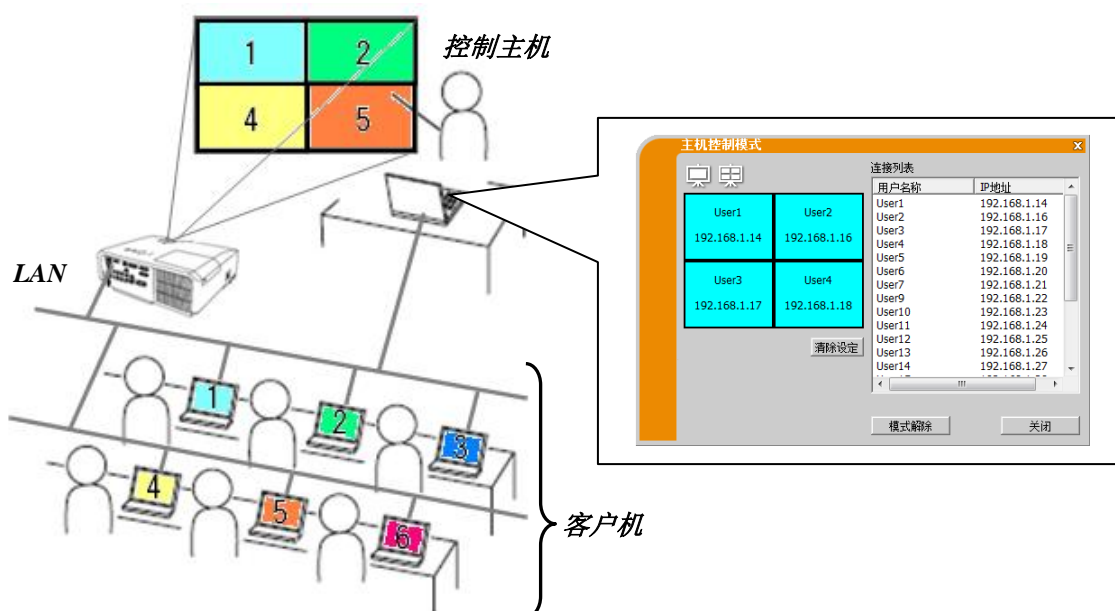 1
2
控制主机
4
5
LAN
主机控制模式
x
连接列表
用户名称 IP地址
User1 192.168.1.14
User2 192.168.1.16
User3 192.168.1.17
User4 192.168.1.18
User5 192.168.1.19
User6 192.168.1.20
User7 192.168.1.21
User9 192.168.1.22
User10 192.168.1.23
User11 192.168.1.24
User12 192.168.1.25
User13 192.168.1.26
User14 192.168.1.27
User1 User2
192.168.1.14 192.168.1.16
User3 User4
192.168.1.17 192.168.1.18
清除设定
模式解除 关闭
1
2
3
4
5
6
客户机